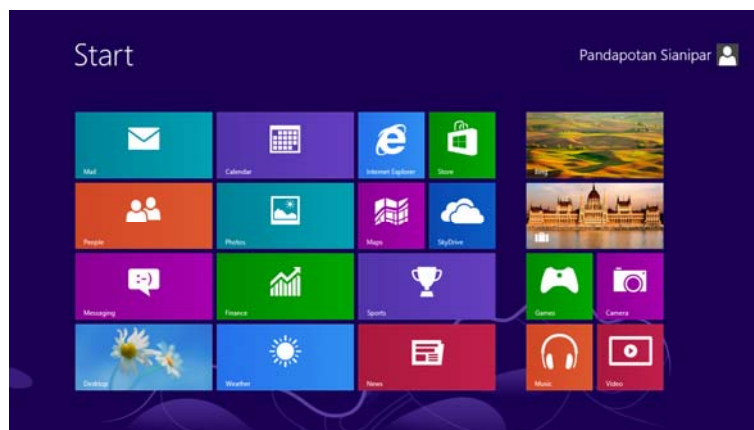 Start
Pandapotan Sianipar
Mail
Calendar
Internet Explorer
Store
Bing
People
Photos
Maps
SkyDrive
Messaging
Finance
Sports
Games
Camera
Desktop
Weather
News
Music
Video